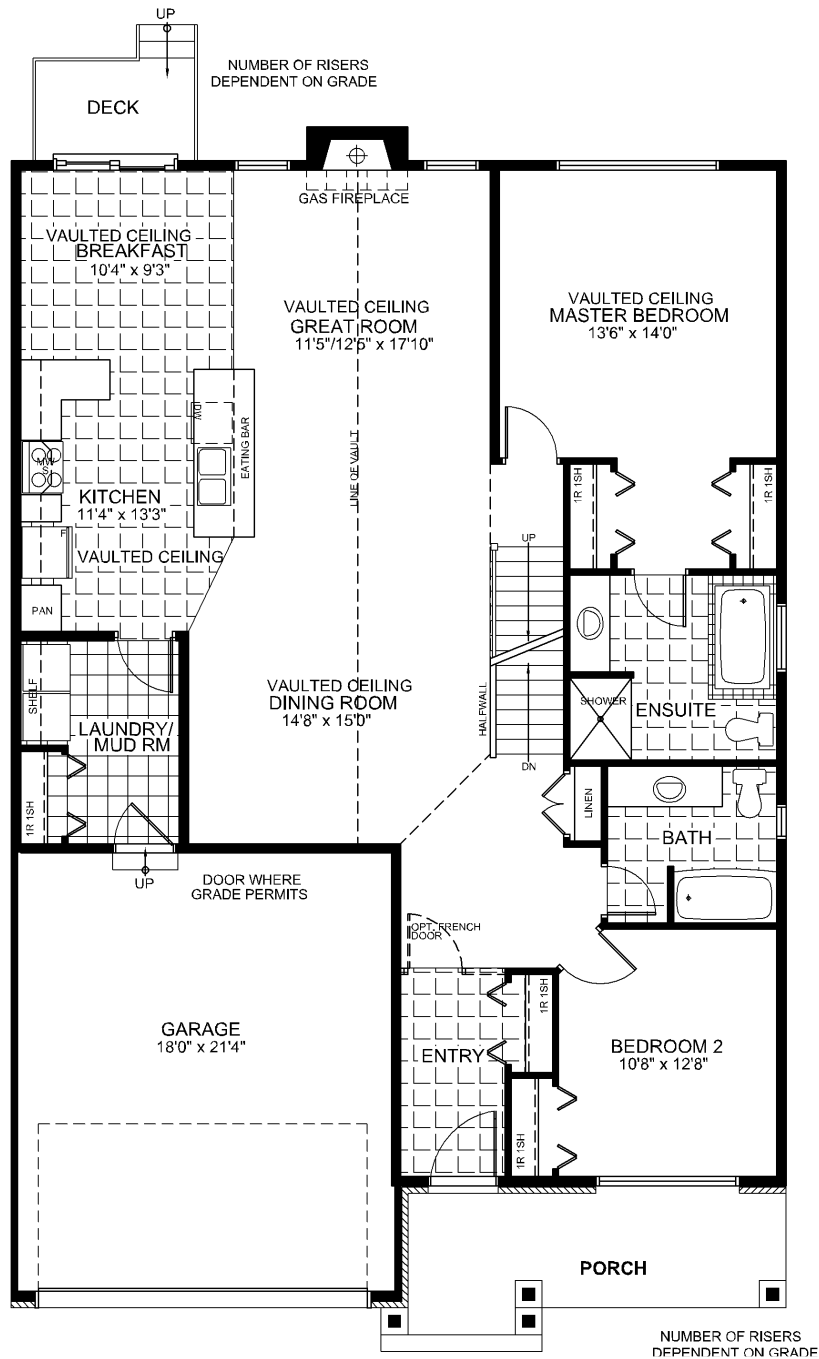 UP
NUMBER OF RISERS
DEPENDENT ON GRADE
DECK
GAS FIREPLACE
VAULTED CEILING
BREAKFAST
10'4" x 9'3"
VAULTED CEILING
GREAT ROOM
11'5"/12'5" x 17'10"
VAULTED CEILING
MASTER BEDROOM
13'6" x 14'0"
DW
EATING BAR
LINE OF VAULT
MW
S
KITCHEN
11'4" x 13'3"
F
VAULTED CEILING
PAN
1R 1SH
1R 1SH
UP
SHELF
LAUNDRY/
MUD RM
VAULTED CEILING
DINING ROOM
14'8" x 15'0"
HALFWALL
SHOWER
ENSUITE
DN
1R 1SH
LINEN
BATH
UP
DOOR WHERE
GRADE PERMITS
OPT. FRENCH
DOOR
GARAGE
18'0" x 21'4"
1R 1SH
ENTRY
BEDROOM 2
10'8" x 12'8"
1R 1SH
PORCH
NUMBER OF RISERS
DEPENDENT ON GRADE